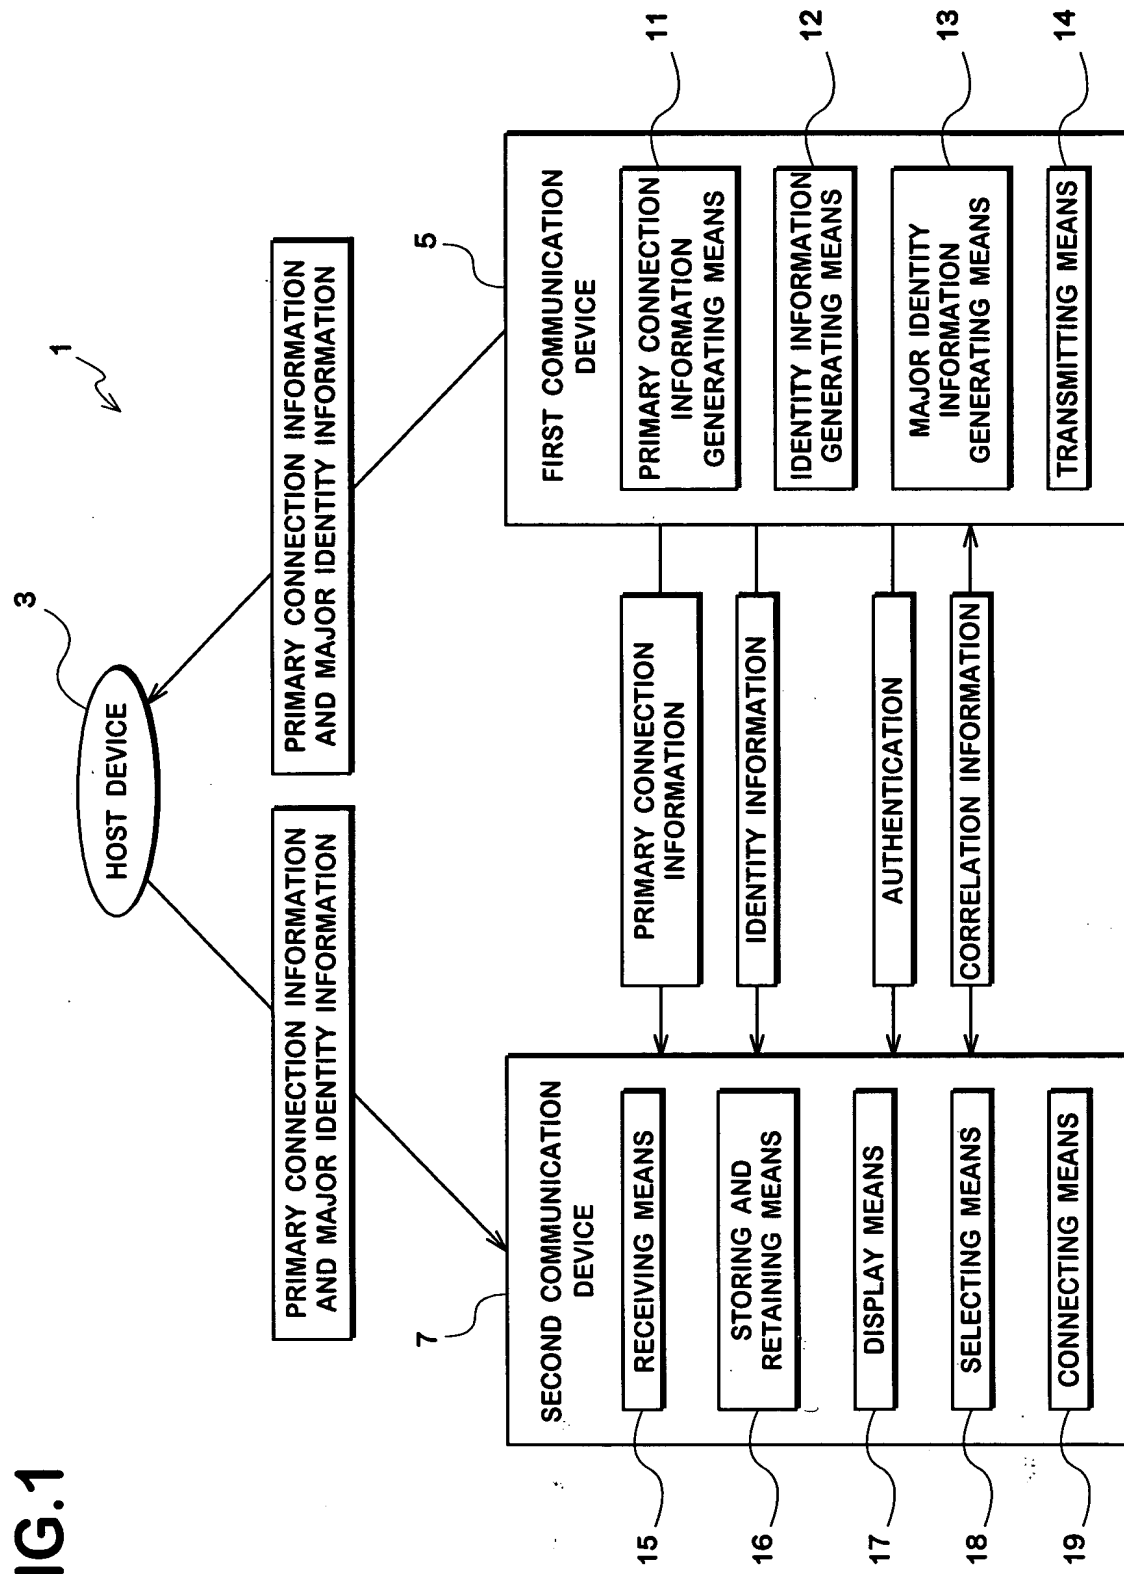 IG.1
1
3
HOST DEVICE
PRIMARY CONNECTION INFORMATION
AND MAJOR IDENTITY INFORMATION
PRIMARY CONNECTION INFORMATION
AND MAJOR IDENTITY INFORMATION
7
SECOND COMMUNICATION
DEVICE
15
RECEIVING MEANS
16
STORING AND
RETAINING MEANS
17
DISPLAY MEANS
18
SELECTING MEANS
19
CONNECTING MEANS
PRIMARY CONNECTION
INFORMATION
IDENTITY INFORMATION
AUTHENTICATION
CORRELATION INFORMATION
5
FIRST COMMUNICATION
DEVICE
PRIMARY CONNECTION
INFORMATION
GENERATING MEANS
11
IDENTITY INFORMATION
GENERATING MEANS
12
MAJOR IDENTITY
INFORMATION
GENERATING MEANS
13
TRANSMITTING MEANS
14